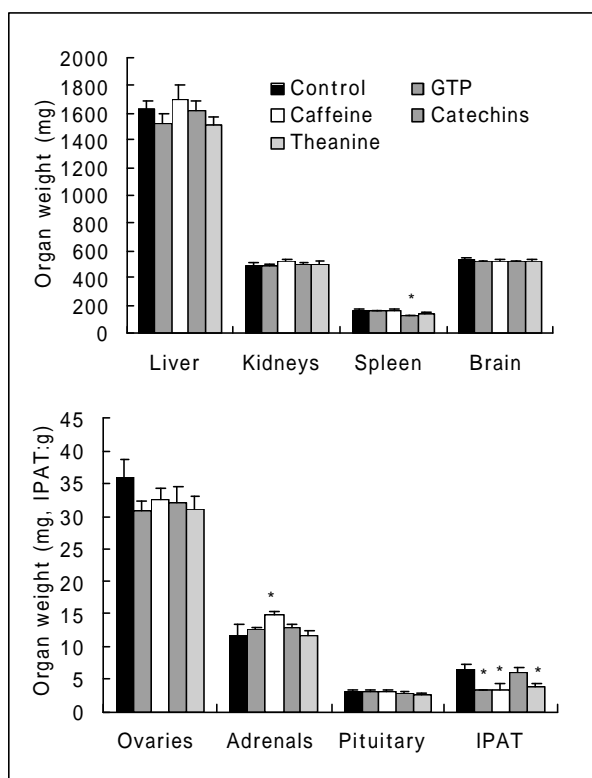 2000
1800
1600
1400
1200
1000
800
600
400
200
0
Organ weight (mg)
Control GTP
Caffeine Catechins
Theanine
*
Liver Kidneys Spleen Brain
45
40
35
30
25
20
15
10
5
0
Organ weight (mg, IPAT:g)
*
* * *
Ovaries Adrenals Pituitary IPAT